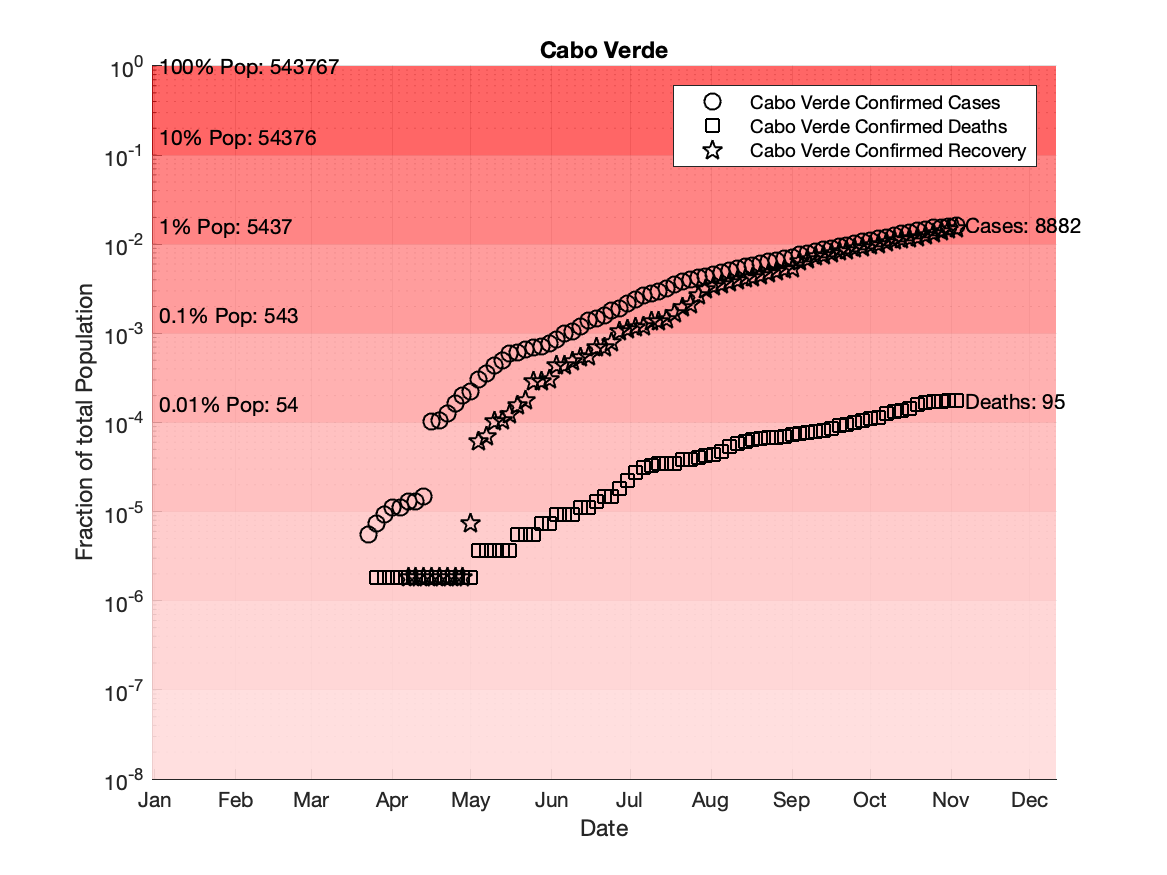 Cabo Verde
10^0
100% Pop: 543767
Cabo Verde Confirmed Cases
Cabo Verde Confirmed Deaths
Cabo Verde Confirmed Recovery
10% Pop: 54376
10^-1
1% Pop: 5437
Cases: 8882
10^-2
0.1% Pop: 543
10^-3
0.01% Pop: 54
Deaths: 95
10^-4
10^-5
10^-6
10^-7
10^-8
Fraction of total Population
Jan Feb Mar Apr May Jun Jul Aug Sep Oct Nov Dec
Date